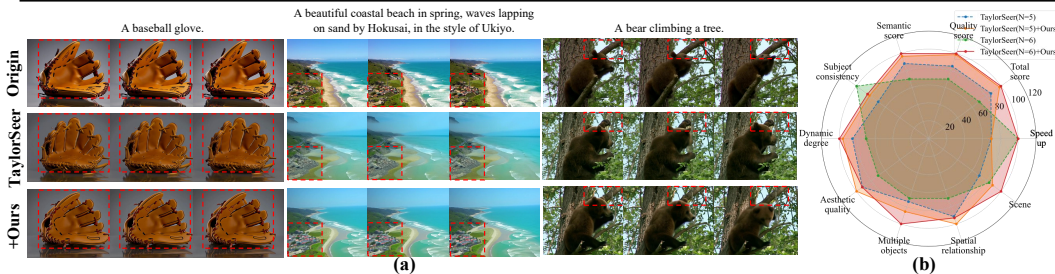 A baseball glove.
A beautiful coastal beach in spring, waves lapping
on sand by Hokusai, in the style of Ukiyo.
A bear climbing a tree.
Origin
TaylorSeer
+Ours
(a)
Semantic
score
Quality
score
TaylorSeer(N=5)
TaylorSeer(N=5)+Ours
TaylorSeer(N=6)
TaylorSeer(N=6)+Ours
Subject
consistency
Total
score
120
100
80
60
40
20
Dynamic
degree
Speed
up
Aesthetic
quality
Scene
Multiple
objects
Spatial
relationship
(b)